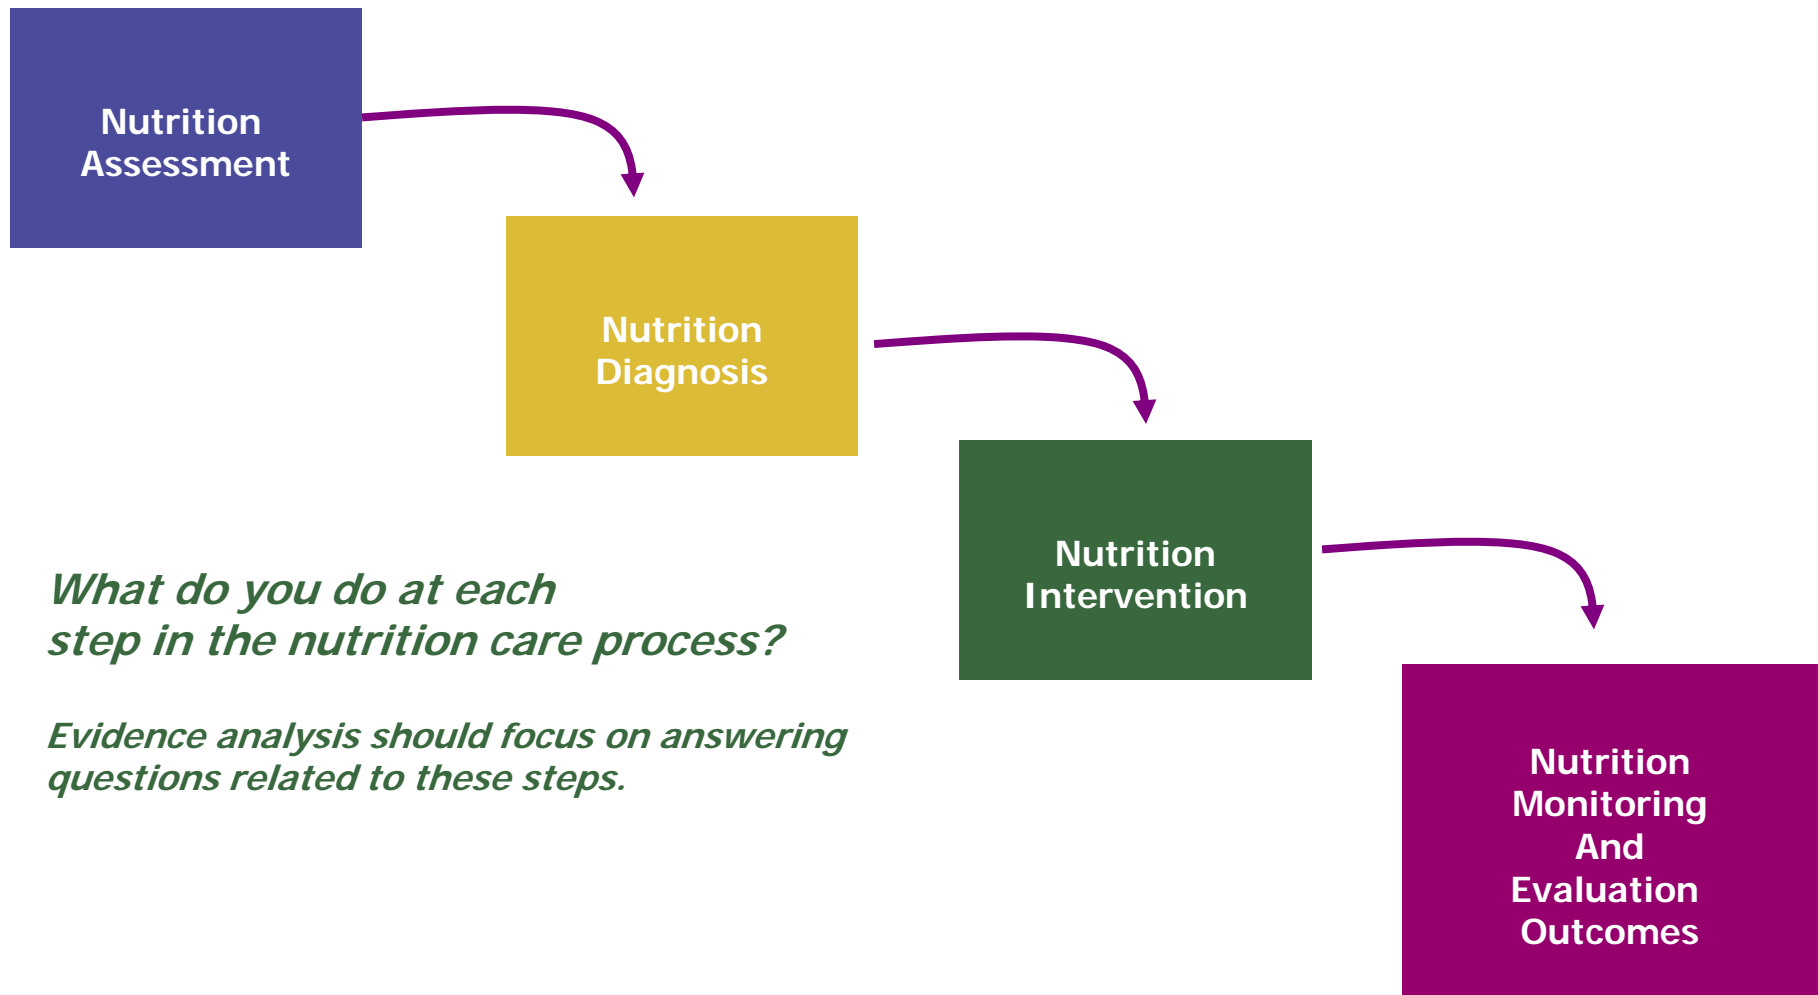 Nutrition
Assessment
Nutrition
Diagnosis
Nutrition
Intervention
What do you do at each
step in the nutrition care process?
Evidence analysis should focus on answering
questions related to these steps.
Nutrition
Monitoring
And
Evaluation
Outcomes